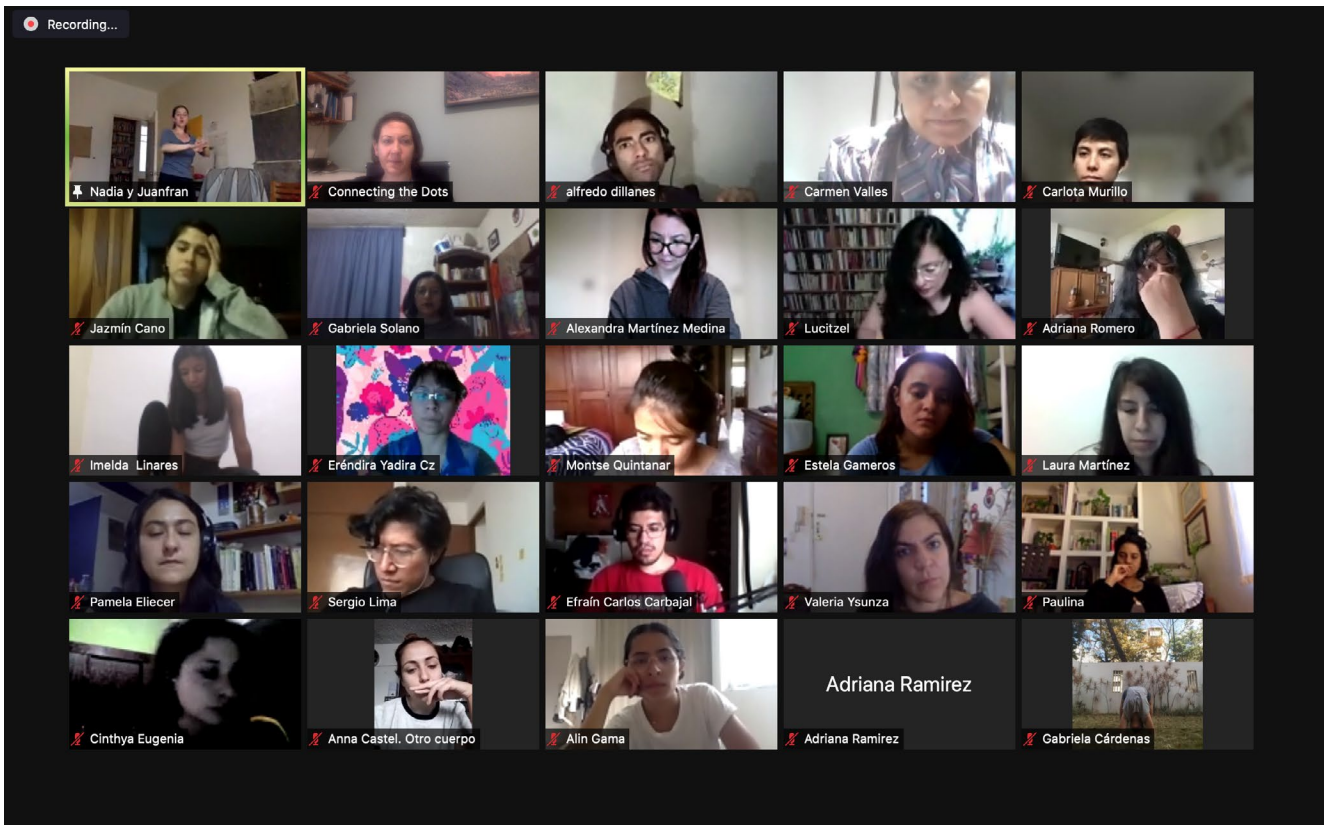 Recording...
Nadia y Juanfran
Connecting the Dots
alfredo dillanes
Carmen Valles
Carlota Murillo
Jazmín Cano
Gabriela Solano
Alexandra Martínez Medina
Lucitzel
Adriana Romero
Imelda Linares
Eréndira Yadira Cz
Montse Quintanar
Estela Gameros
Laura Martínez
Pamela Eliecer
Sergio Lima
Efraín Carlos Carbajal
Valeria Ysunza
Paulina
Adriana Ramirez
Cinthya Eugenia
Anna Castel. Otro cuerpo
Alin Gama
Adriana Ramirez
Gabriela Cárdenas